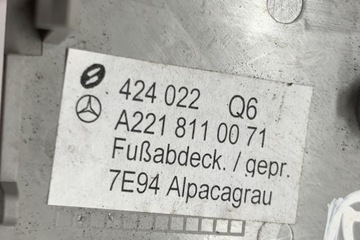 424 022 Q6
A221 811 00 71
Fußabdeck. / gepr.
7E94 Alpacagrau